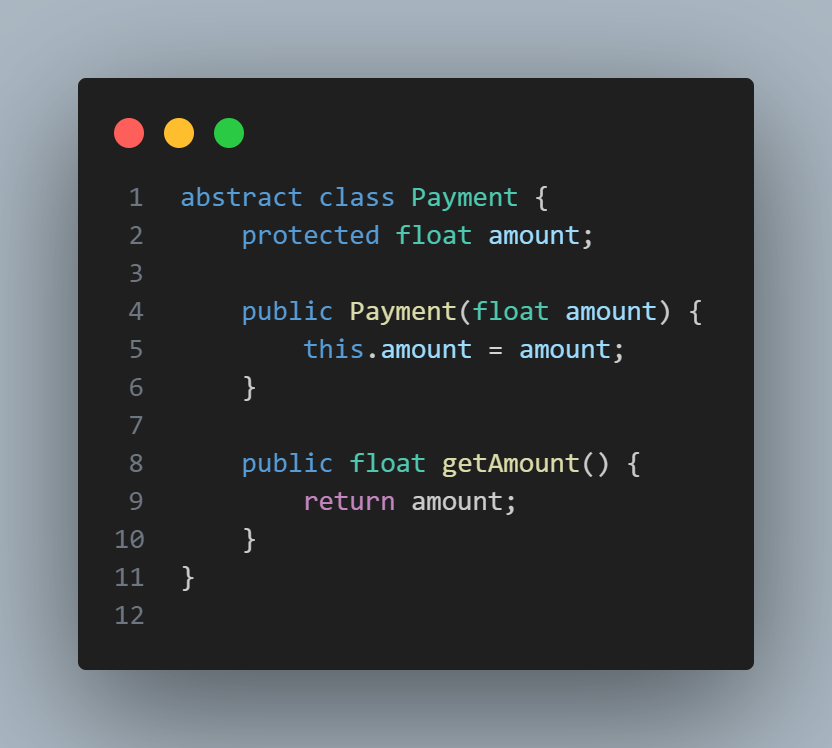 1 abstract class Payment {
2     protected float amount;
3
4     public Payment(float amount) {
5         this.amount = amount;
6     }
7
8     public float getAmount() {
9         return amount;
10     }
11 }
12